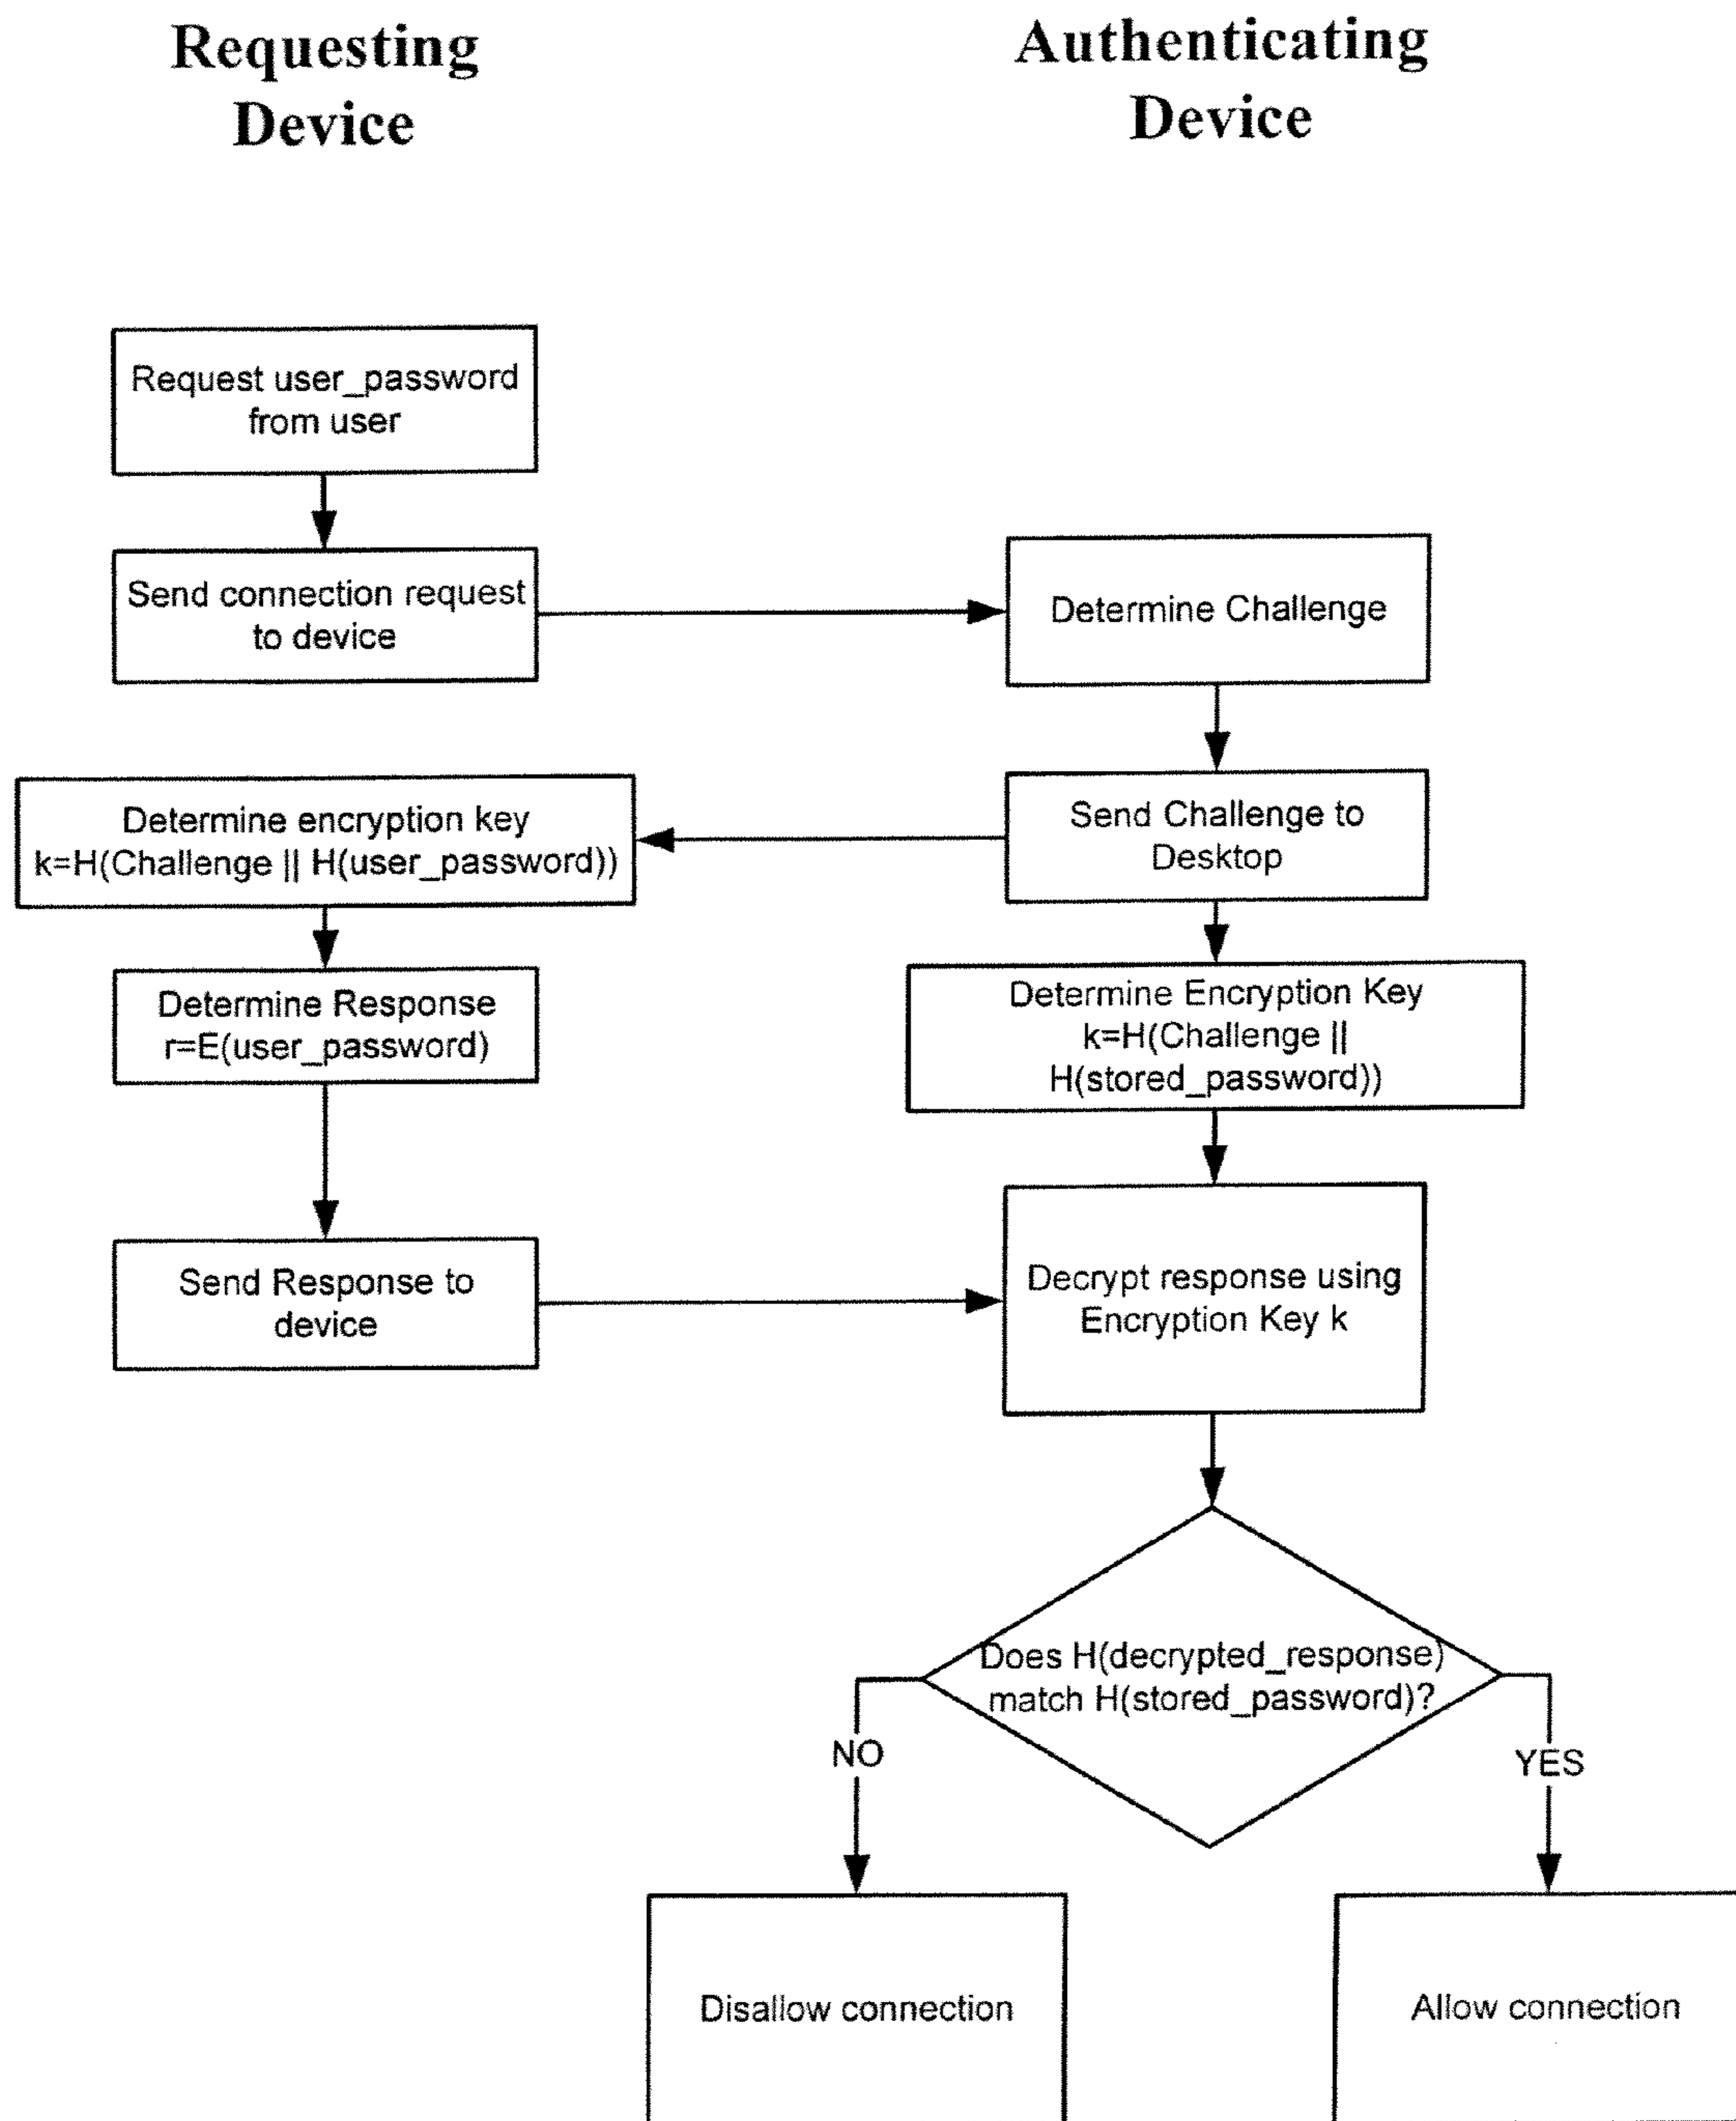 Requesting
Device
Authenticating
Device
Request user_password
from user
Send connection request
to device
Determine Challenge
Send Challenge to
Desktop
Determine encryption key
k=H(Challenge || H(user_password))
Determine Response
r=E(user_password)
Determine Encryption Key
k=H(Challenge ||
H(stored_password))
Send Response to
device
Decrypt response using
Encryption Key k
Does H(decrypted_response)
match H(stored_password)?
NO
YES
Disallow connection
Allow connection